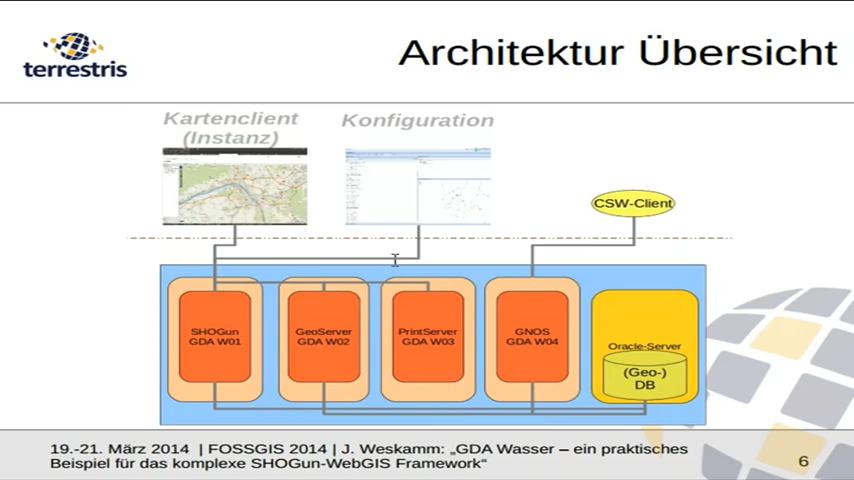 terrestris
Architektur Übersicht
Kartenclient
(Instanz)
Konfiguration
CSW-Client
SHOGun
GDA W01
GeoServer
GDA W02
PrintServer
GDA W03
GNOS
GDA W04
Oracle-Server
(Geo-)
DB
19.-21. März 2014 | FOSSGIS 2014 | J. Weskamm: „GDA Wasser – ein praktisches
Beispiel für das komplexe SHOGun-WebGIS Framework“
6